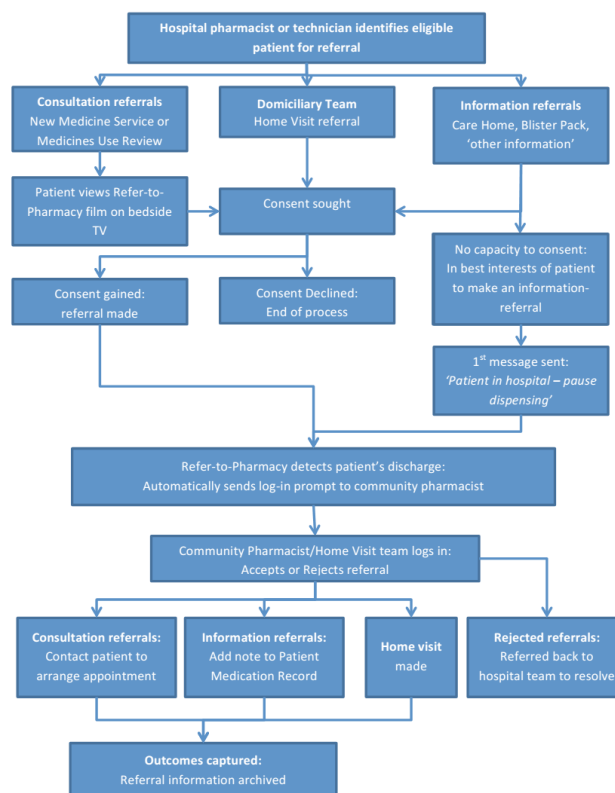 Hospital pharmacist or technician identifies eligible
patient for referral
Consultation referrals
New Medicine Service or
Medicines Use Review
Domiciliary Team
Home Visit referral
Information referrals
Care Home, Blister Pack,
‘other information’
Patient views Refer-to-
Pharmacy film on bedside
TV
Consent sought
No capacity to consent:
In best interests of patient
to make an information-
referral
Consent gained:
referral made
Consent Declined:
End of process
1st message sent:
‘Patient in hospital – pause
dispensing’
Refer-to-Pharmacy detects patient’s discharge:
Automatically sends log-in prompt to community pharmacist
Community Pharmacist/Home Visit team logs in:
Accepts or Rejects referral
Consultation referrals:
Contact patient to
arrange appointment
Information referrals:
Add note to Patient
Medication Record
Home visit
made
Rejected referrals:
Referred back to
hospital team to resolve
Outcomes captured:
Referral information archived